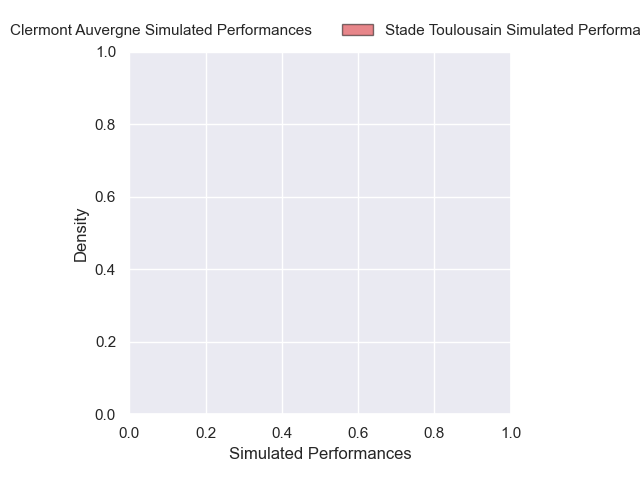 Clermont Auvergne Simulated Performances
Stade Toulousain Simulated Performa
1.0
0.8
0.6
0.4
0.2
0.0
Density
0.0 0.2 0.4 0.6 0.8 1.0
Simulated Performances